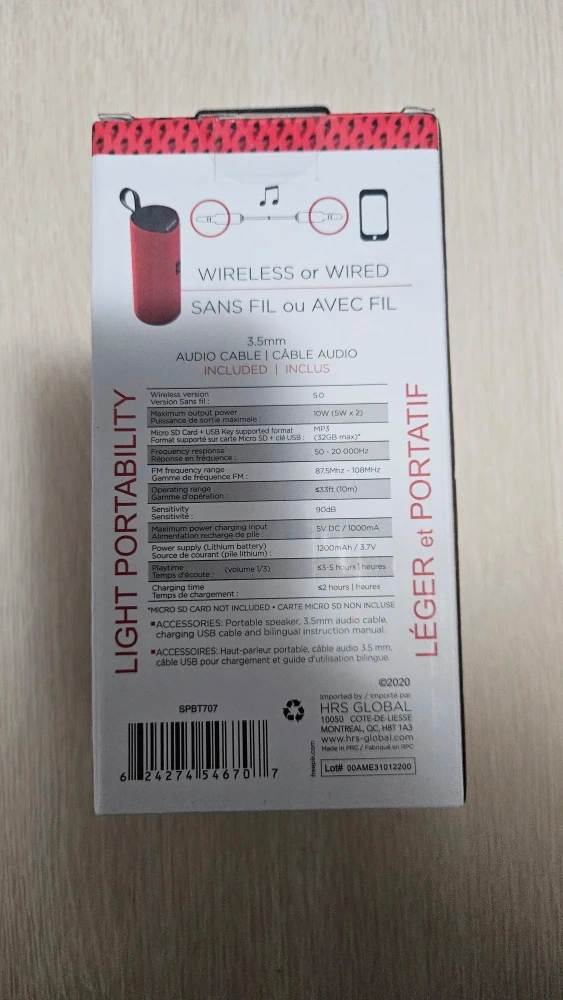 WIRELESS or WIRED
SANS FIL ou AVEC FIL
3.5mm
AUDIO CABLE | CÂBLE AUDIO
INCLUDED | INCLUS
LIGHT PORTABILITY
LÉGER et PORTATIF
Wireless version 5.0
Version Sans fil :
Maximum output power 10W (5W x 2)
Puissance de sortie maximale :
Micro SD Card + USB Key supported format MP3
Format supporté sur carte Micro SD + clé USB : (32GB max)*
Frequency response 50 - 20 000Hz
Réponse en fréquence :
FM frequency range 87.5Mhz - 108MHz
Gamme de fréquence FM :
Operating range ≤33ft (10m)
Gamme d'opération :
Sensitivity 90dB
Sensitivité :
Maximum power charging input 5V DC / 1000mA
Alimentation recharge de pile :
Power supply (Lithium battery) 1200mAh / 3.7V
Source de courant (pile lithium) :
Playtime ≤3-5 hours | heures
Temps d'écoute : (volume 1/3)
Charging time ≤2 hours | heures
Temps de chargement :
*MICRO SD CARD NOT INCLUDED • CARTE MICRO SD NON INCLUSE
▪ACCESSORIES: Portable speaker, 3.5mm audio cable,
charging USB cable and bilingual instruction manual.
▪ACCESSOIRES: Haut-parleur portable, câble audio 3.5 mm,
câble USB pour chargement et guide d'utilisation bilingue.
©2020
SPBT707
6 24274 54670 7
freepik.com
Imported by / Importé par
HRS GLOBAL
10050 COTE-DE-LIESSE
MONTREAL, QC, H8T 1A3
www.hrs-global.com
Made in PRC / Fabriqué en RPC
Lot# 00AME31012200